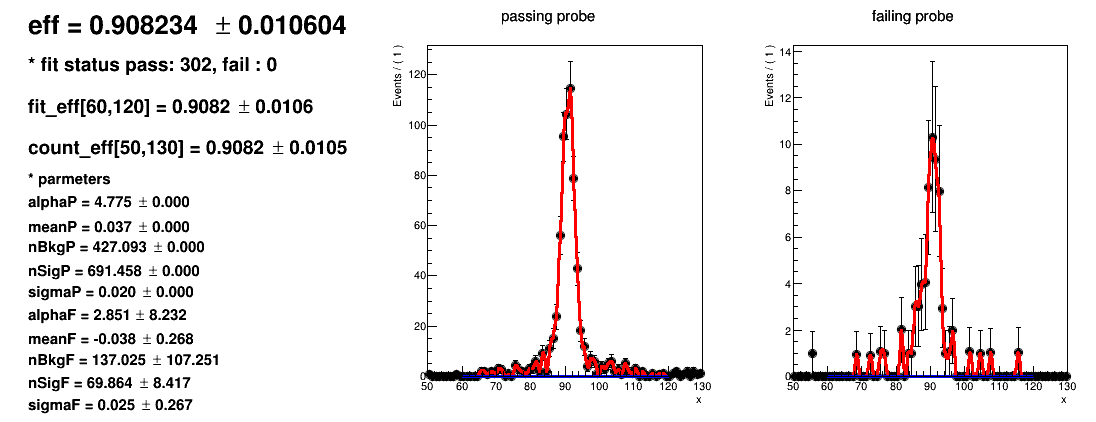 eff = 0.908234 ± 0.010604
* fit status pass: 302, fail : 0
fit_eff[60,120] = 0.9082 ± 0.0106
count_eff[50,130] = 0.9082 ± 0.0105
* parmeters
alphaP = 4.775 ± 0.000
meanP = 0.037 ± 0.000
nBkgP = 427.093 ± 0.000
nSigP = 691.458 ± 0.000
sigmaP = 0.020 ± 0.000
alphaF = 2.851 ± 8.232
meanF = -0.038 ± 0.268
nBkgF = 137.025 ± 107.251
nSigF = 69.864 ± 8.417
sigmaF = 0.025 ± 0.267
passing probe
Events / ( 1 )
120
100
80
60
40
20
0
50 60 70 80 90 100 110 120 130
x
failing probe
Events / ( 1 )
14
12
10
8
6
4
2
0
50 60 70 80 90 100 110 120 130
x